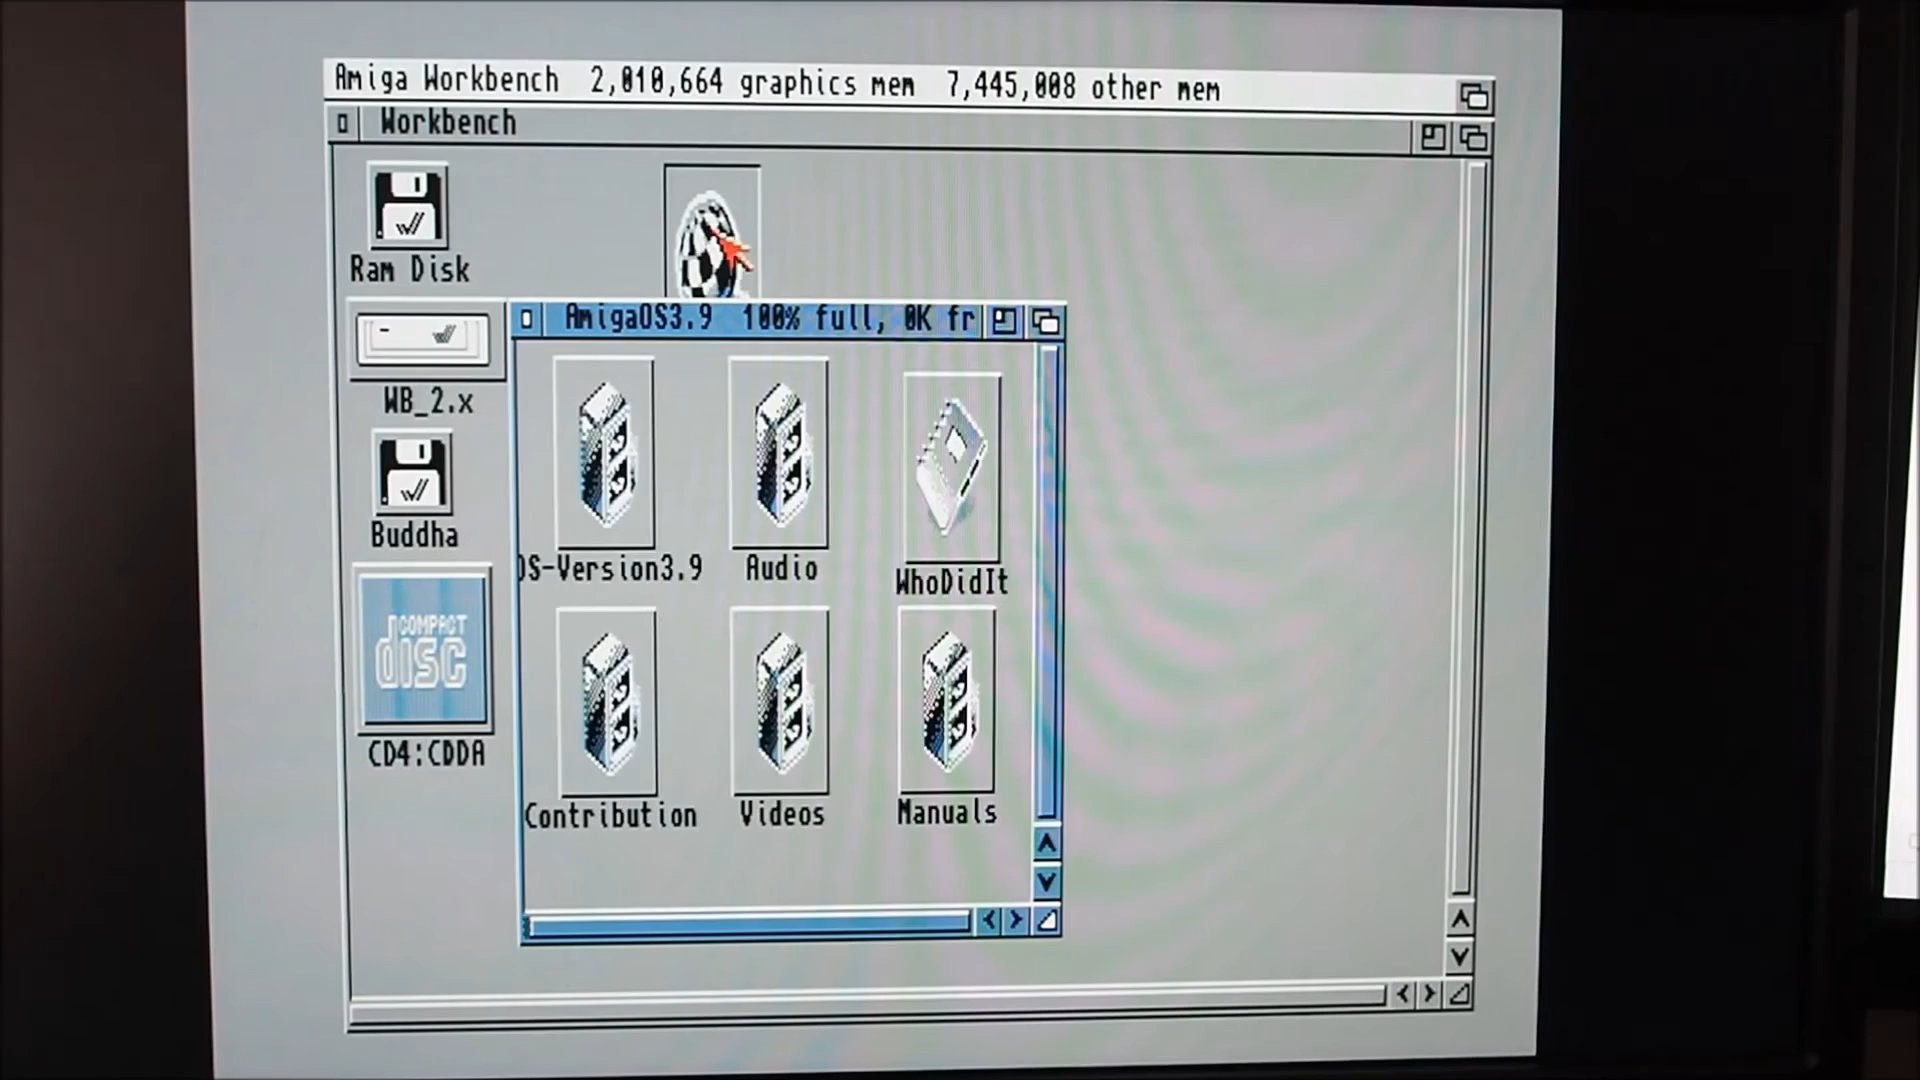 Amiga Workbench 2,010,664 graphics mem 7,445,008 other mem
Workbench
Ram Disk
AmigaOS3.9 100% full, 0K fr
WB_2.x
Buddha
OS-Version3.9
Audio
WhoDidIt
COMPACT
disc
CD4:CDDA
Contribution
Videos
Manuals